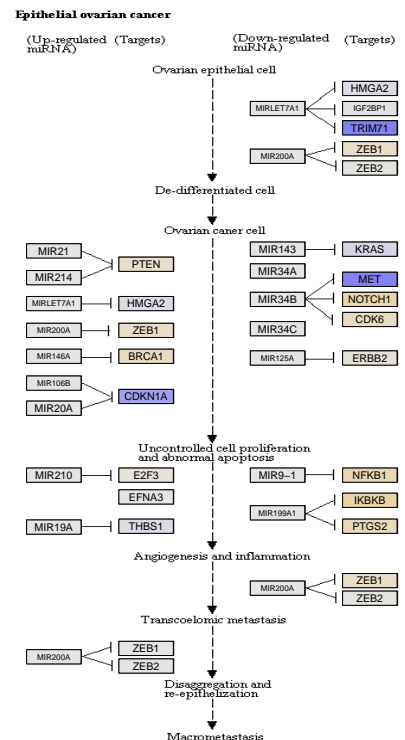 Epithelial ovarian cancer
(Up-regulated miRNA) (Targets)
(Down-regulated miRNA) (Targets)
Ovarian epithelial cell
MIRLET7A1
HMGA2
IGF2BP1
TRIM71
MIR200A
ZEB1
ZEB2
De-differentiated cell
Ovarian caner cell
MIR21
MIR214
PTEN
MIRLET7A1
HMGA2
MIR200A
ZEB1
MIR146A
BRCA1
MIR106B
MIR20A
CDKN1A
MIR143
KRAS
MIR34A
MIR34B
MIR34C
MET
NOTCH1
CDK6
MIR125A
ERBB2
Uncontrolled cell proliferation
and abnormal apoptosis
MIR210
E2F3
EFNA3
MIR19A
THBS1
MIR9-1
NFKB1
MIR199A1
IKBKB
PTGS2
Angiogenesis and inflammation
MIR200A
ZEB1
ZEB2
Transcoelomic metastasis
MIR200A
ZEB1
ZEB2
Disaggregation and
re-epithelization
Macrometastasis